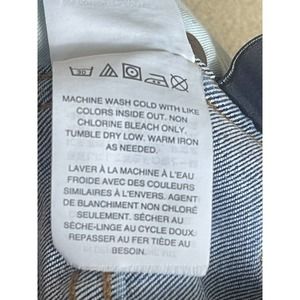 30
MACHINE WASH COLD WITH LIKE
COLORS INSIDE OUT. NON
CHLORINE BLEACH ONLY.
TUMBLE DRY LOW. WARM IRON
AS NEEDED.
LAVER À LA MACHINE À L'EAU
FROIDE AVEC DES COULEURS
SIMILAIRES À L'ENVERS. AGENT
DE BLANCHIMENT NON CHLORÉ
SEULEMENT. SÉCHER AU
SÈCHE-LINGE AU CYCLE DOUX
REPASSER AU FER TIÈDE AU
BESOIN.